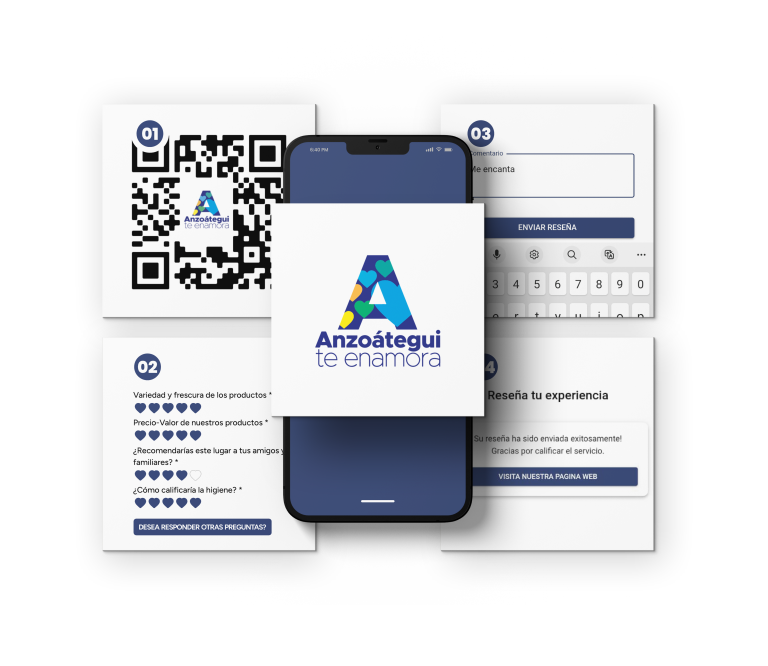 01
Anzoátegui
te enamora
02
Variedad y frescura de los productos *
Precio-Valor de nuestros productos *
¿Recomendarías este lugar a tus amigos y
familiares? *
¿Cómo calificaría la higiene? *
DESEA RESPONDER OTRAS PREGUNTAS?
5:40 PM
A
Anzoátegui
te enamora
03
Comentario
Me encanta
ENVIAR RESEÑA
3 4 5 6 7 8 9 0
e r t y u i o p
4
Reseña tu experiencia
Su reseña ha sido enviada exitosamente!
Gracias por calificar el servicio.
VISITA NUESTRA PAGINA WEB